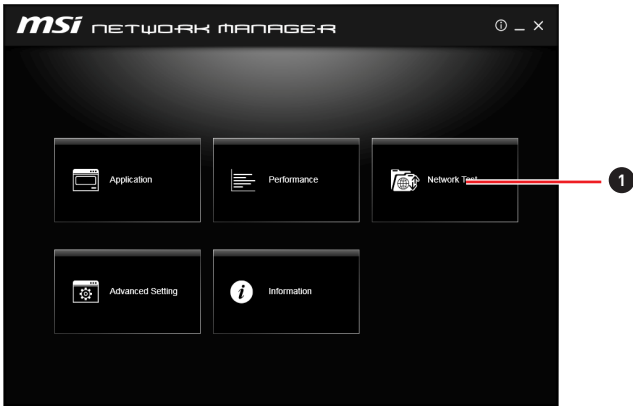 msi NETWORK MANAGER
Application
Performance
Network Test
1
Advanced Setting
Information